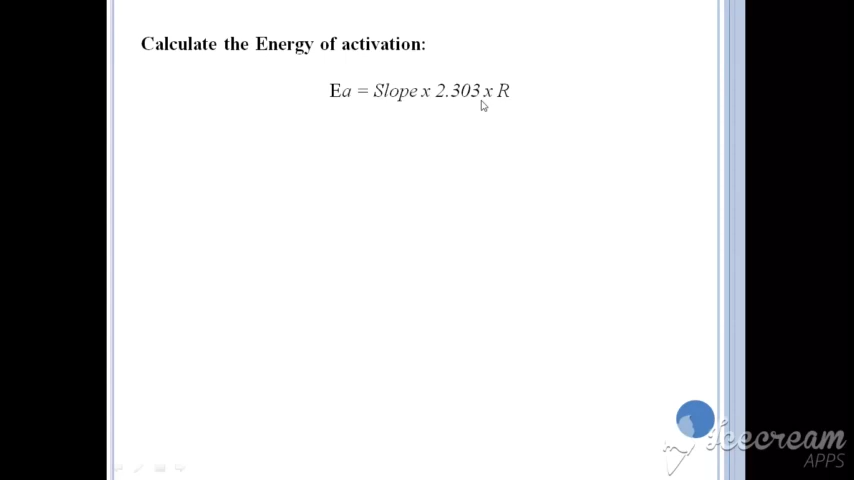 Calculate the Energy of activation:
Ea = Slope x 2.303 x R
Icecream
APPS